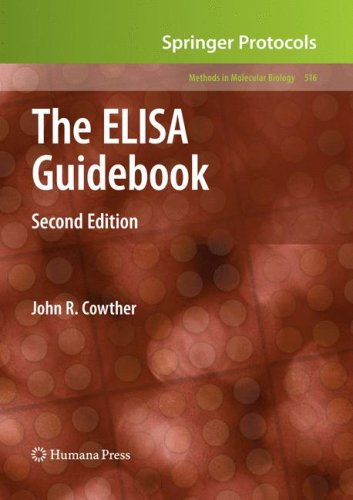 Springer Protocols
Methods in Molecular Biology 516
The ELISA
Guidebook
Second Edition
John R. Cowther
Humana Press